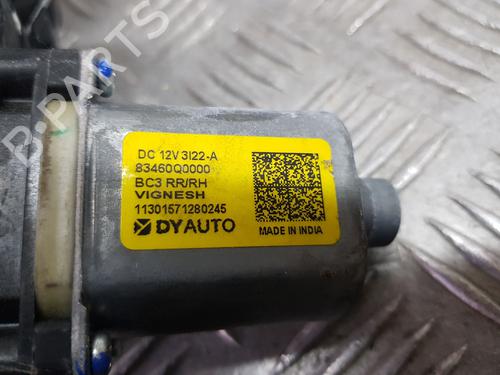 DC 12V 3I22-A
83460Q0000
BC3 RR/RH
VIGNESH
11301571280245
DYAUTO
MADE IN INDIA
B-PARTS